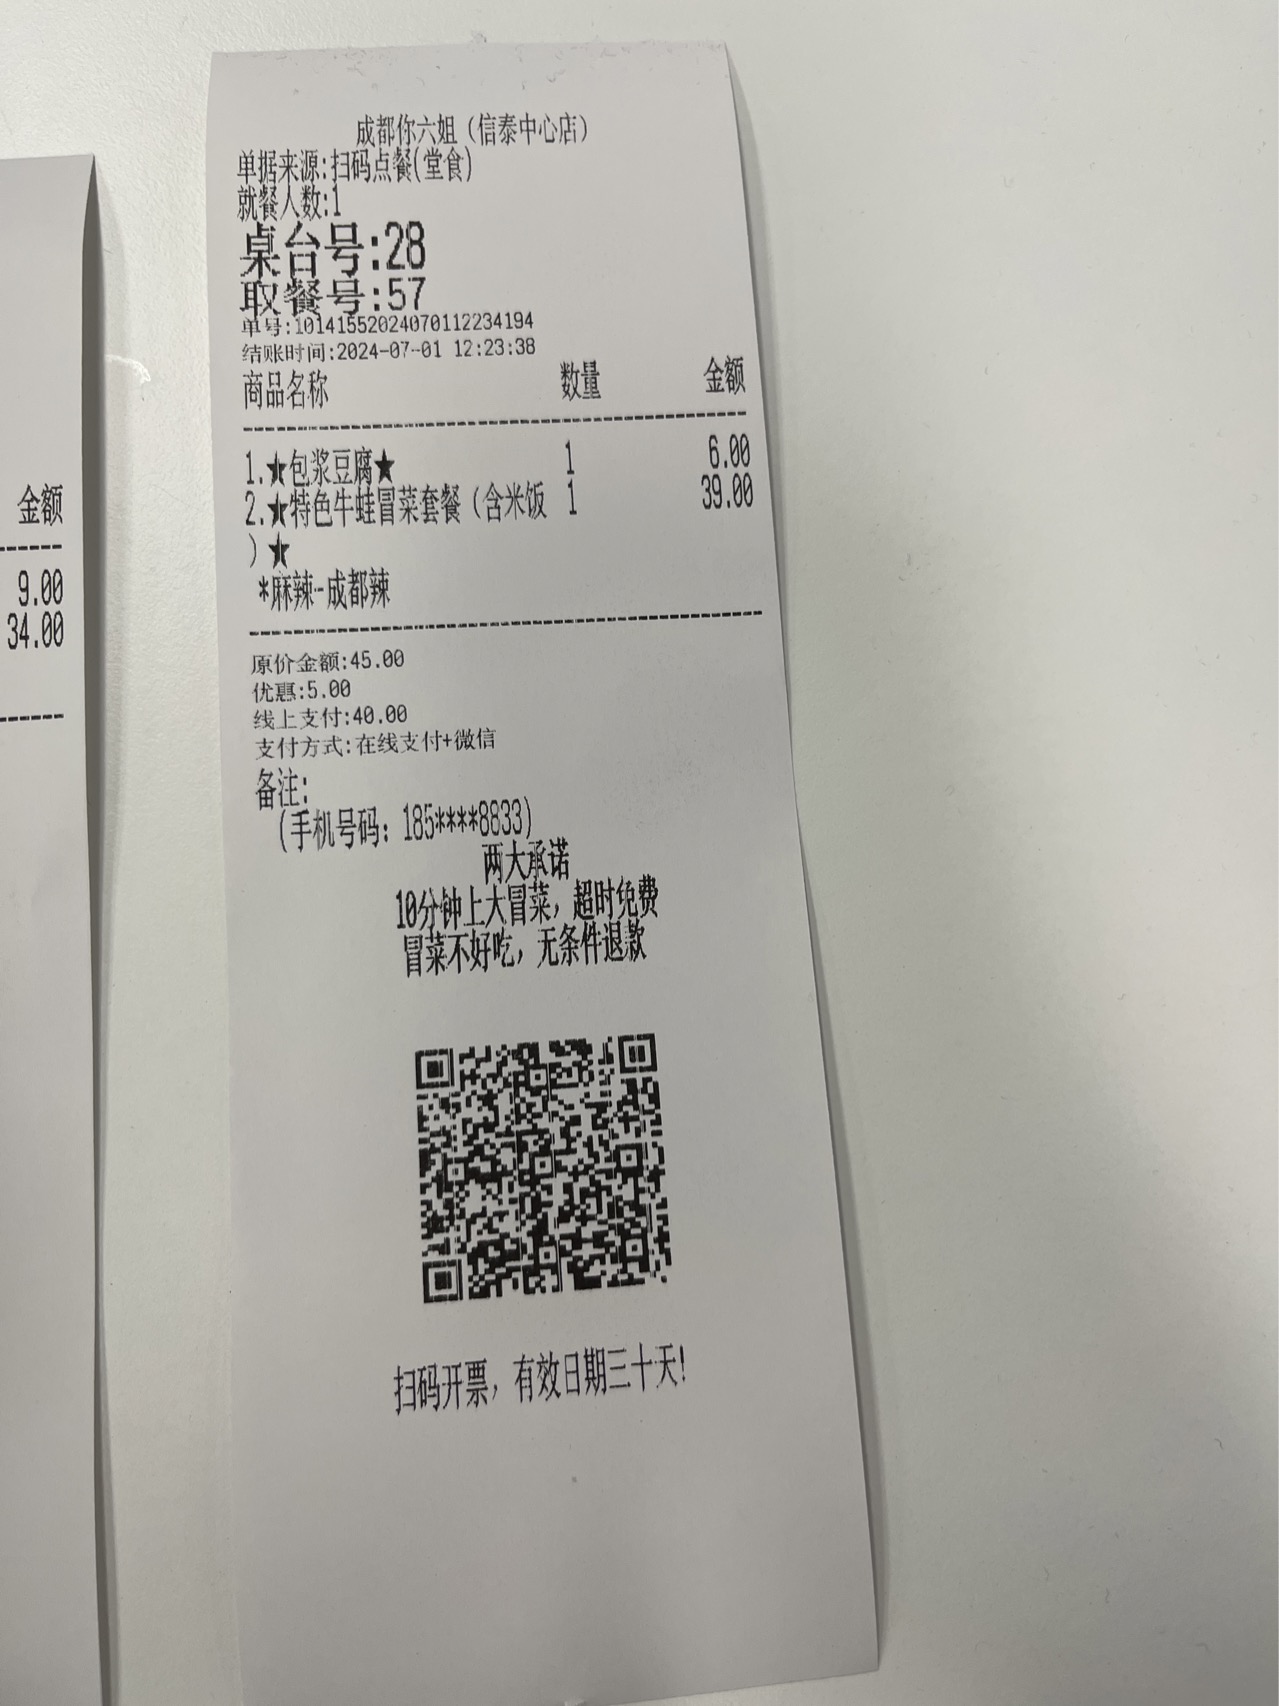 金额
9.00
34.00
成都你六姐（信泰中心店）
单据来源:扫码点餐(堂食)
就餐人数:1
桌台号:28
取餐号:57
单号:10141552024070112234194
结账时间:2024-07-01 12:23:38
商品名称 数量 金额
1.★包浆豆腐★ 1 6.00
2.★特色牛蛙冒菜套餐（含米饭 1 39.00
）★
*麻辣-成都辣
原价金额:45.00
优惠:5.00
线上支付:40.00
支付方式:在线支付+微信
备注:
(手机号码: 185****8833)
两大承诺
10分钟上大冒菜，超时免费
冒菜不好吃，无条件退款
扫码开票，有效日期三十天!